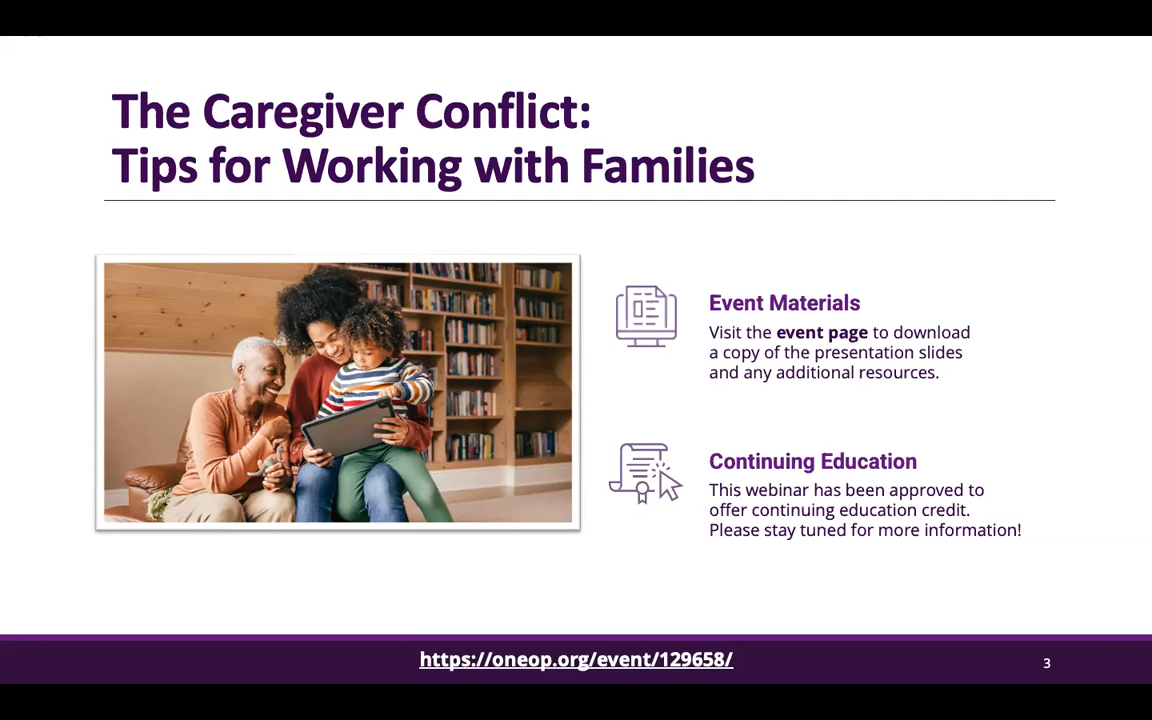 The Caregiver Conflict:
Tips for Working with Families
Event Materials
Visit the event page to download
a copy of the presentation slides
and any additional resources.
Continuing Education
This webinar has been approved to
offer continuing education credit.
Please stay tuned for more information!
https://oneop.org/event/129658/
3